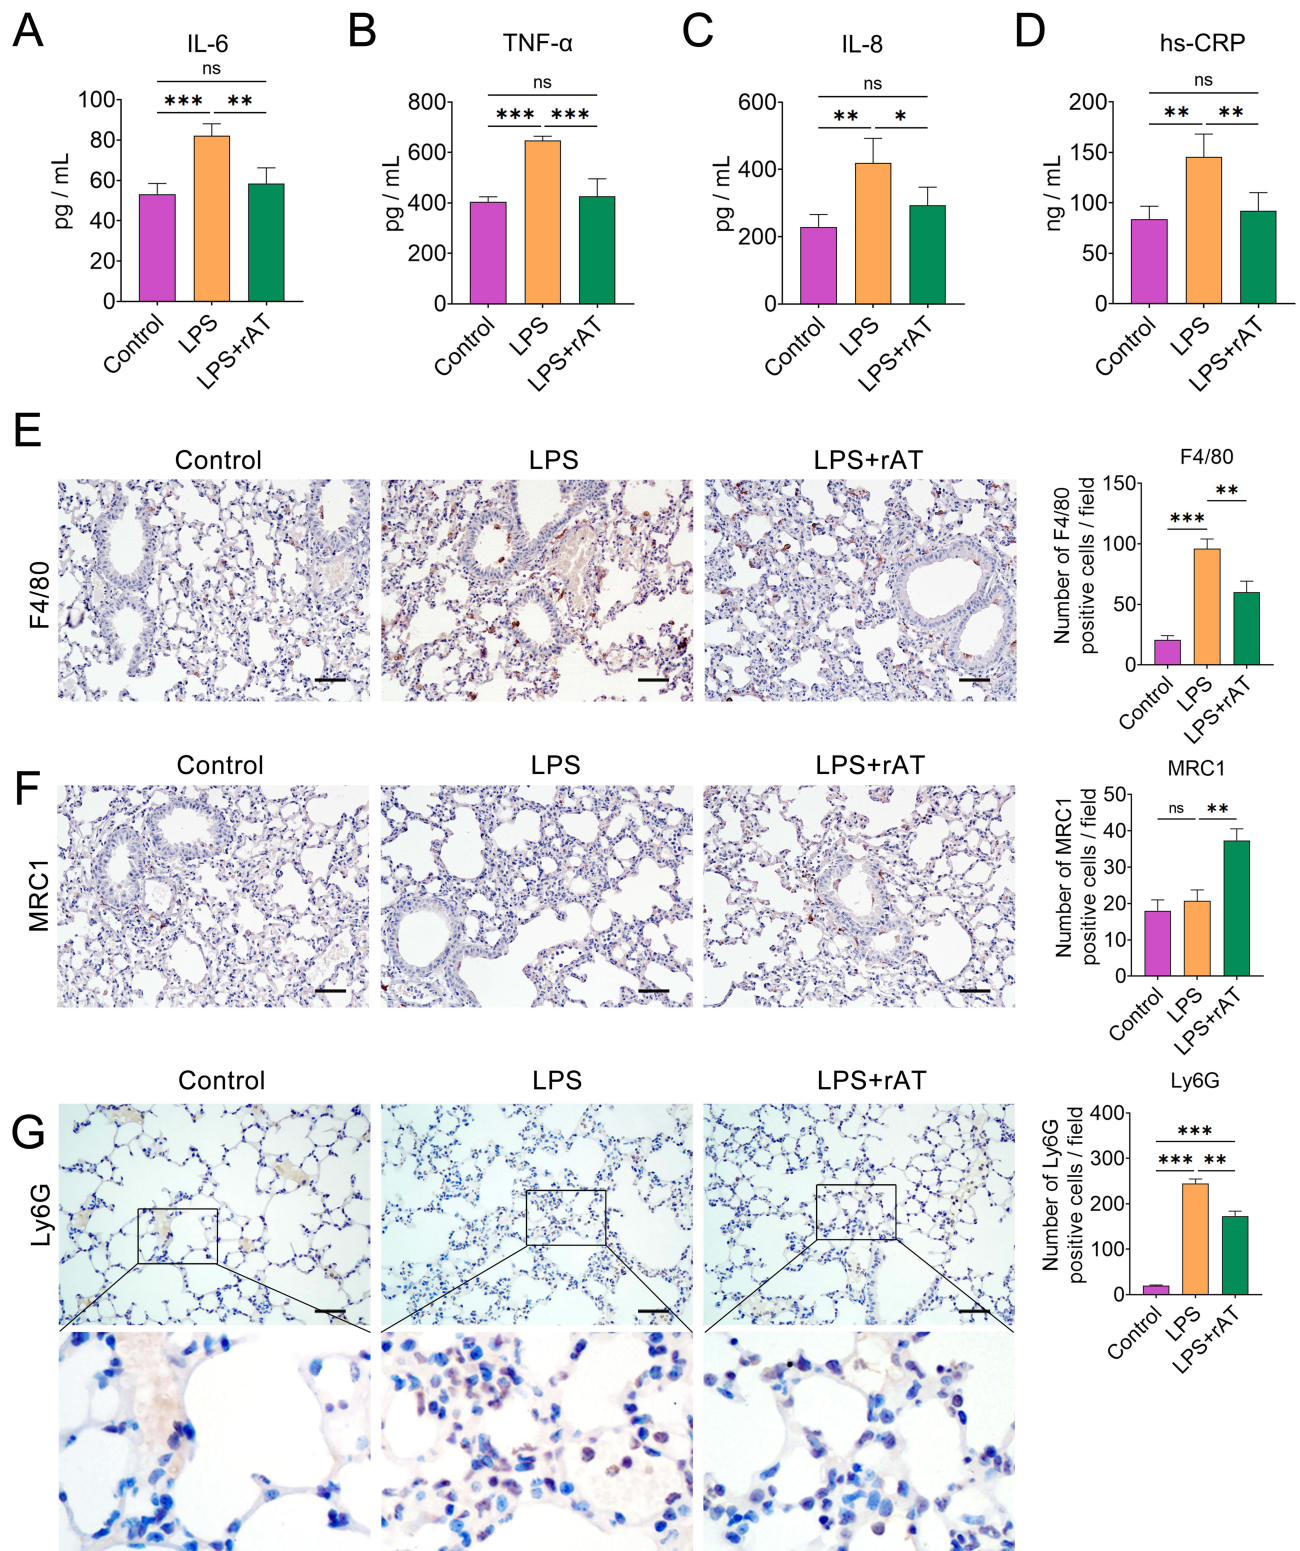 A
IL-6
ns
*** **
100
80
60
40
20
0
pg / mL
Control
LPS
LPS+rAT
B
TNF-α
ns
*** ***
800
600
400
200
0
pg / mL
Control
LPS
LPS+rAT
C
IL-8
ns
** *
600
400
200
0
pg / mL
Control
LPS
LPS+rAT
D
hs-CRP
ns
** **
200
150
100
50
0
ng / mL
Control
LPS
LPS+rAT
E
Control
LPS
LPS+rAT
F4/80
F4/80
**
***
150
100
50
0
Number of F4/80
positive cells / field
Control
LPS
LPS+rAT
F
Control
LPS
LPS+rAT
MRC1
MRC1
ns **
50
40
30
20
10
0
Number of MRC1
positive cells / field
Control
LPS
LPS+rAT
G
Control
LPS
LPS+rAT
Ly6G
Ly6G
***
*** **
400
300
200
100
0
Number of Ly6G
positive cells / field
Control
LPS
LPS+rAT